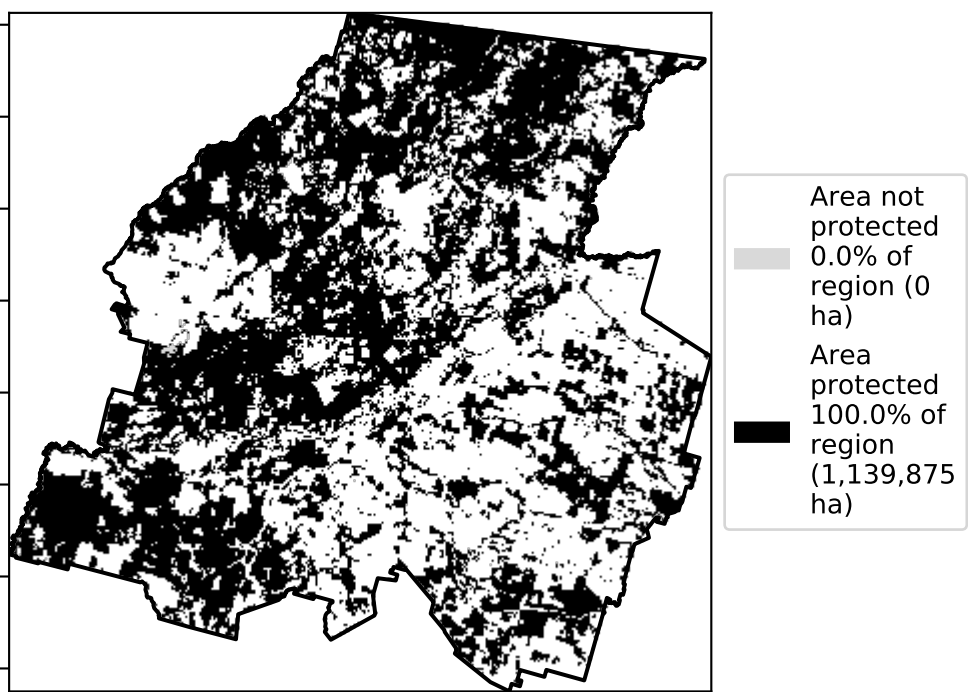 Area not
protected
0.0% of
region (0
ha)
Area
protected
100.0% of
region
(1,139,875
ha)